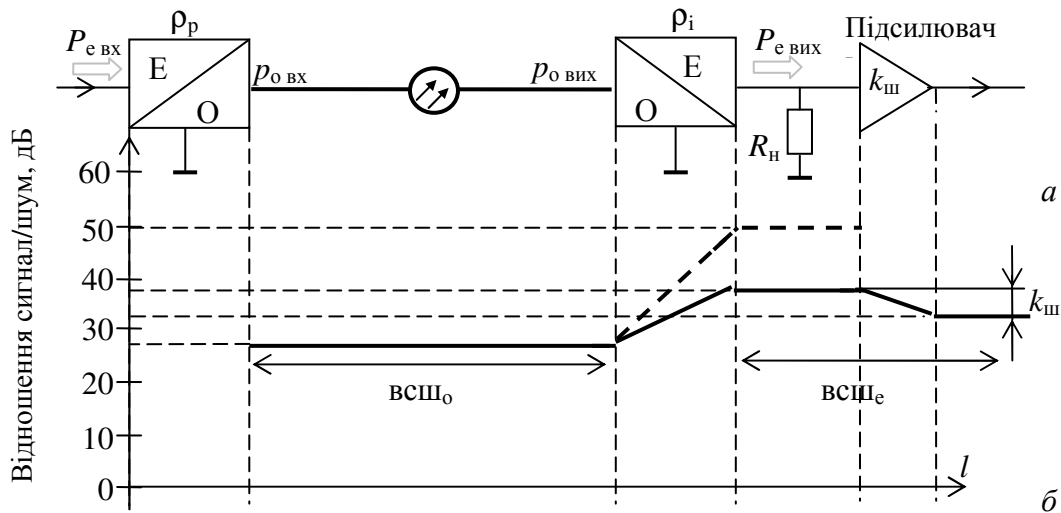 ρр ρi Підсилювач
Pе вх Pе вих
Е О pо вх pо вих Е О kш
Rн
Відношення сигнал/шум, дБ
60 а
50
40
kш
30
всшо всше
20
10
l
0 б